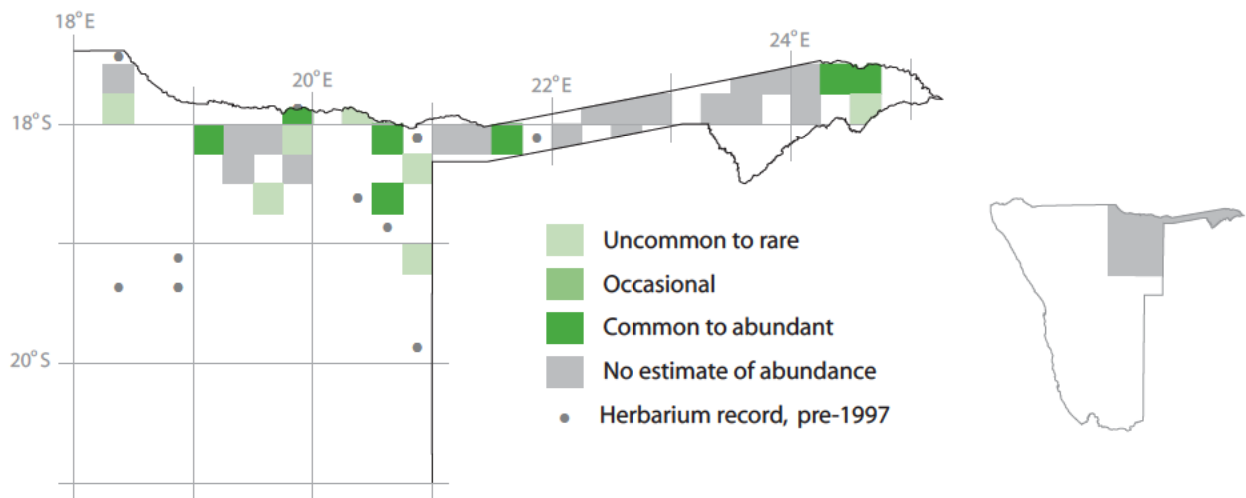 18°E
24°E
20°E
22°E
18°S
Uncommon to rare
Occasional
Common to abundant
20°S
No estimate of abundance
Herbarium record, pre-1997